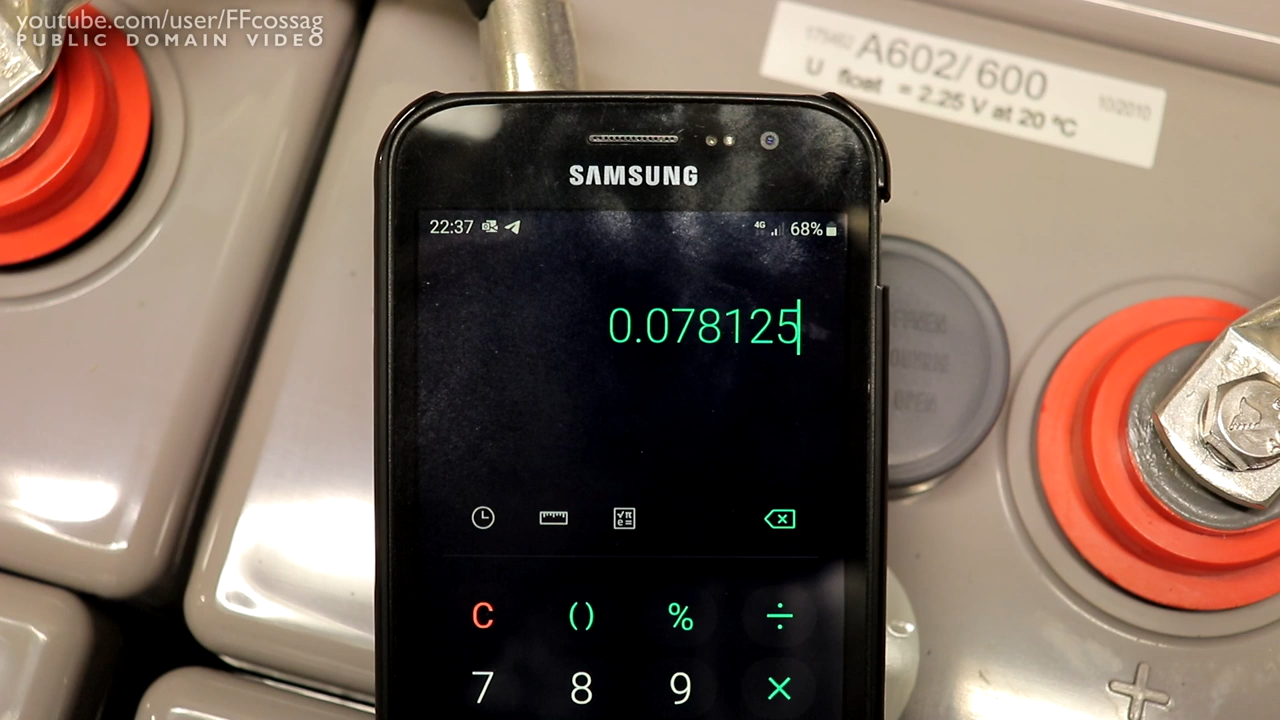 youtube.com/user/FFcossag
PUBLIC DOMAIN VIDEO
A602/600
10/2010
U float = 2.25 V at 20 ºC
SAMSUNG
22:37
4G 68%
0.078125
C () % ÷
7 8 9 ×
+